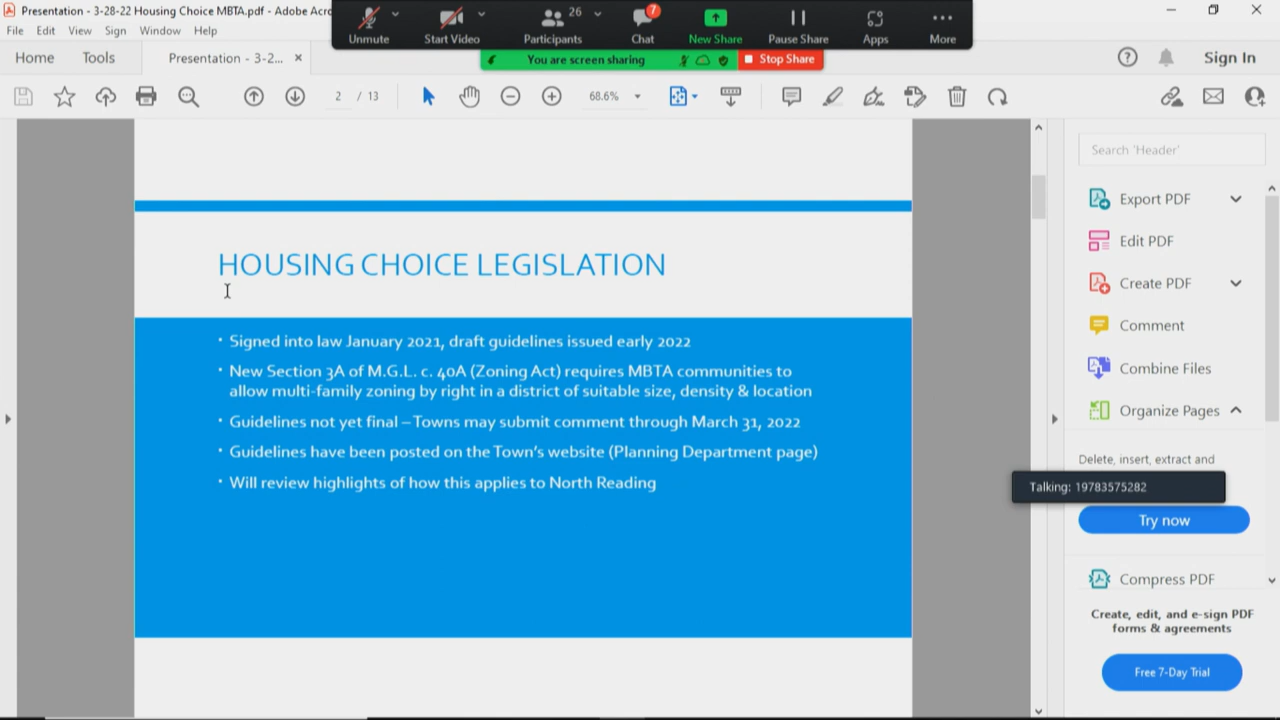 Presentation - 3-28-22 Housing Choice MBTA.pdf - Adobe Acro
File Edit View Sign Window Help
Unmute
Start Video
26
Participants
7
Chat
New Share
Pause Share
Apps
More
You are screen sharing
Stop Share
Home Tools Presentation - 3-2... ×
Sign In
2 / 13
68.6%
HOUSING CHOICE LEGISLATION
• Signed into law January 2021, draft guidelines issued early 2022
• New Section 3A of M.G.L. c. 40A (Zoning Act) requires MBTA communities to
allow multi-family zoning by right in a district of suitable size, density & location
• Guidelines not yet final – Towns may submit comment through March 31, 2022
• Guidelines have been posted on the Town's website (Planning Department page)
• Will review highlights of how this applies to North Reading
Search 'Header'
Export PDF
Edit PDF
Create PDF
Comment
Combine Files
Organize Pages
Delete, insert, extract and
Talking: 19783575282
Try now
Compress PDF
Create, edit, and e-sign PDF
forms & agreements
Free 7-Day Trial